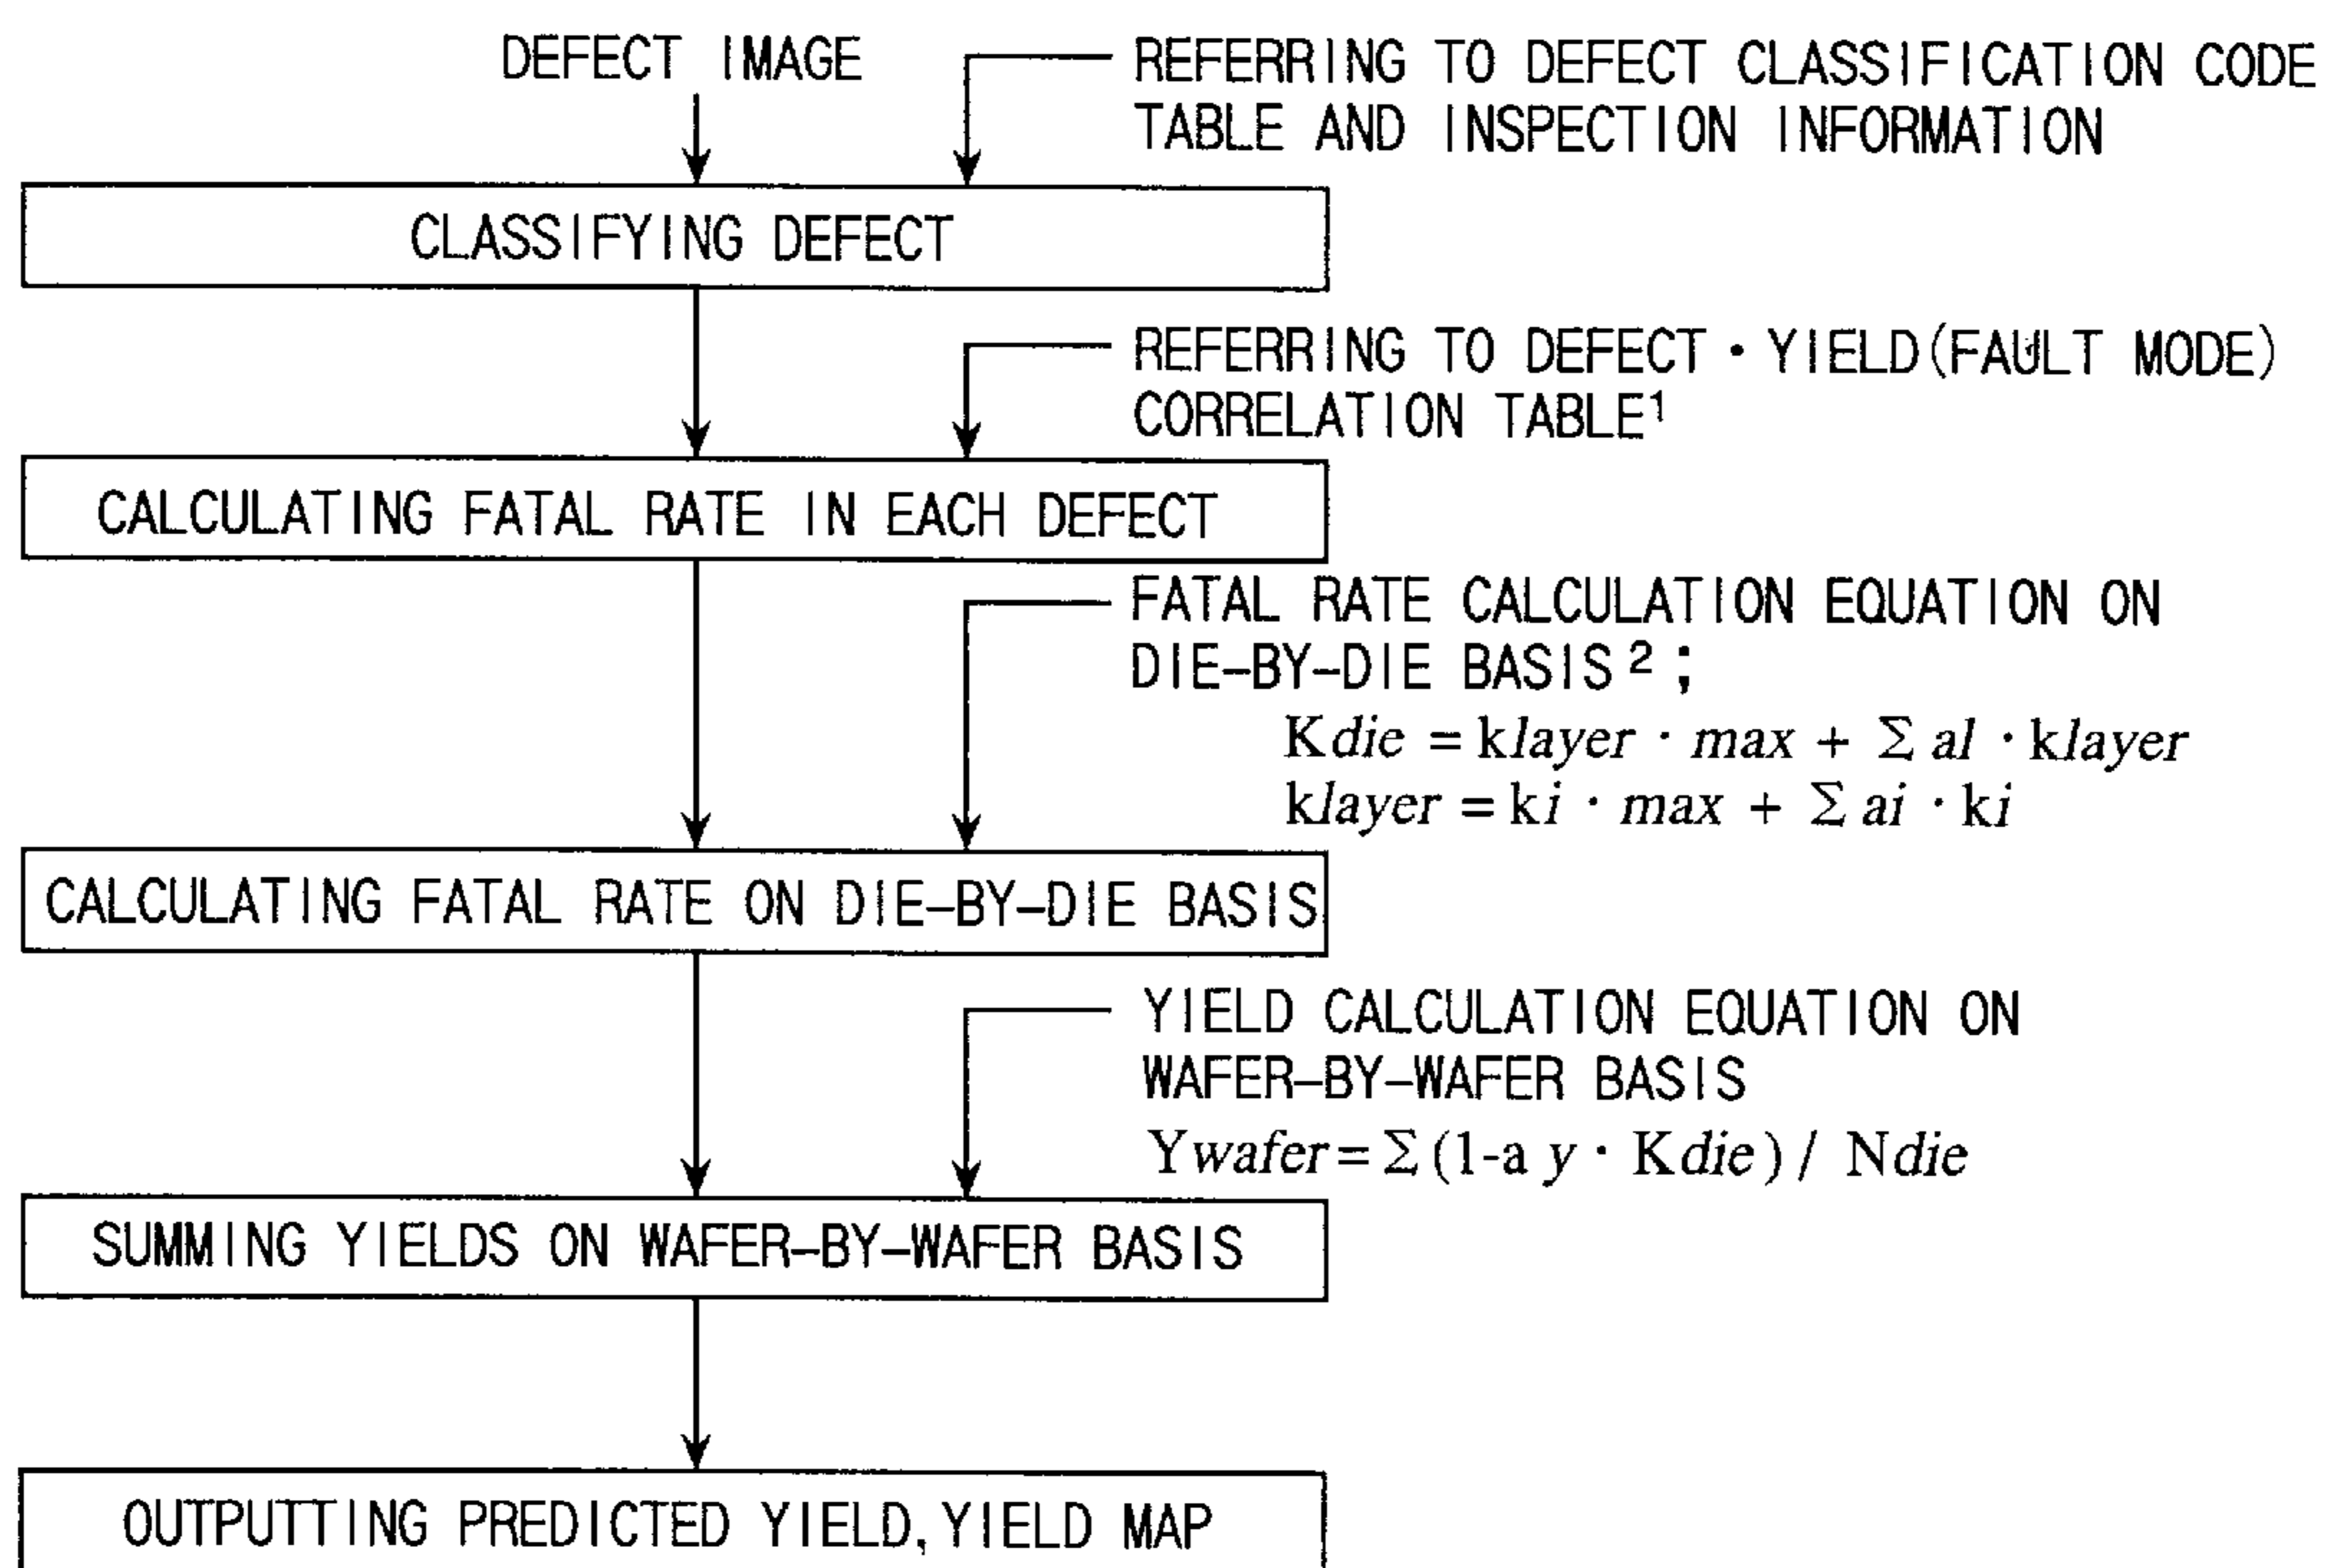 DEFECT IMAGE
REFERRING TO DEFECT CLASSIFICATION CODE
TABLE AND INSPECTION INFORMATION
CLASSIFYING DEFECT
REFERRING TO DEFECT・YIELD(FAULT MODE)
CORRELATION TABLE¹
CALCULATING FATAL RATE IN EACH DEFECT
FATAL RATE CALCULATION EQUATION ON
DIE-BY-DIE BASIS²;
Kdie = klayer · max + Σ al · klayer
klayer = ki · max + Σ ai · ki
CALCULATING FATAL RATE ON DIE-BY-DIE BASIS
YIELD CALCULATION EQUATION ON
WAFER-BY-WAFER BASIS
Ywafer = Σ (1-a y · Kdie) / Ndie
SUMMING YIELDS ON WAFER-BY-WAFER BASIS
OUTPUTTING PREDICTED YIELD, YIELD MAP